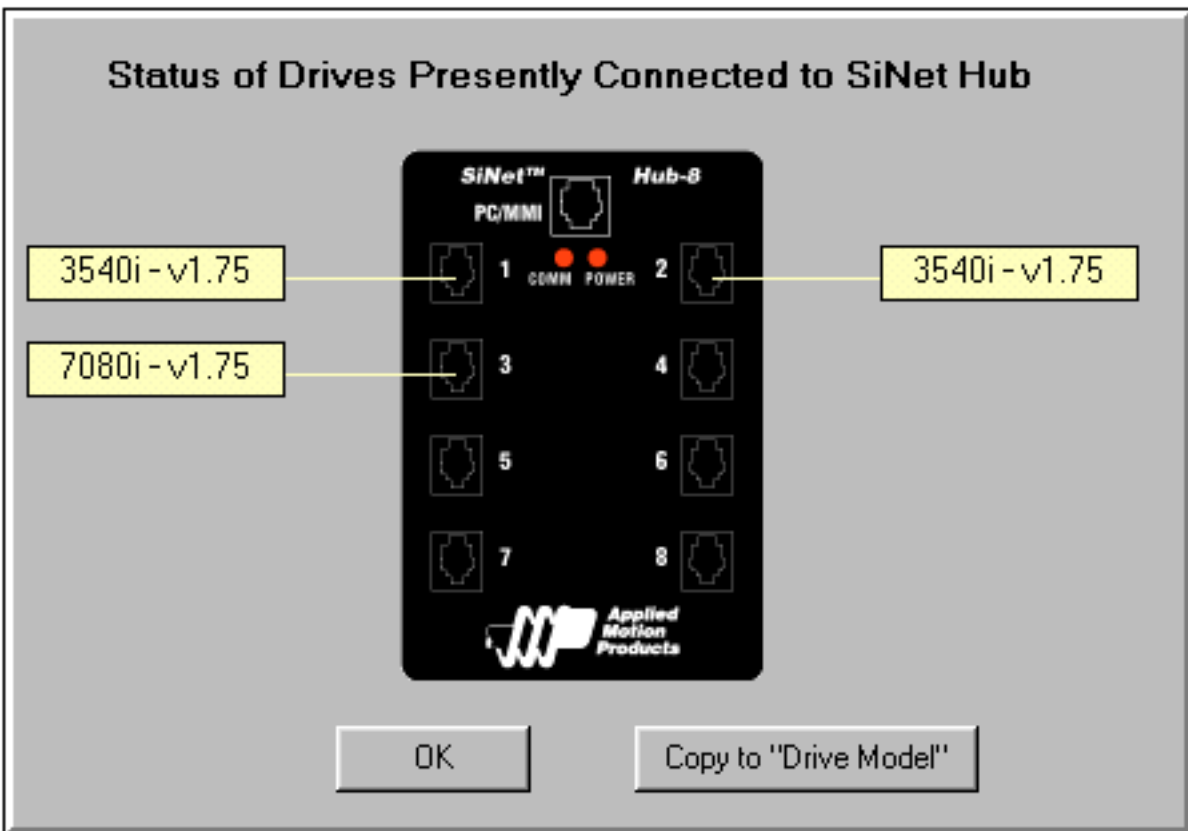 Status of Drives Presently Connected to SiNet Hub
SiNet™ Hub-8
PC/MMI
3540i - v1.75
1
COMM POWER
2
3540i - v1.75
7080i - v1.75
3
4
5
6
7
8
Applied
Motion
Products
OK
Copy to "Drive Model"